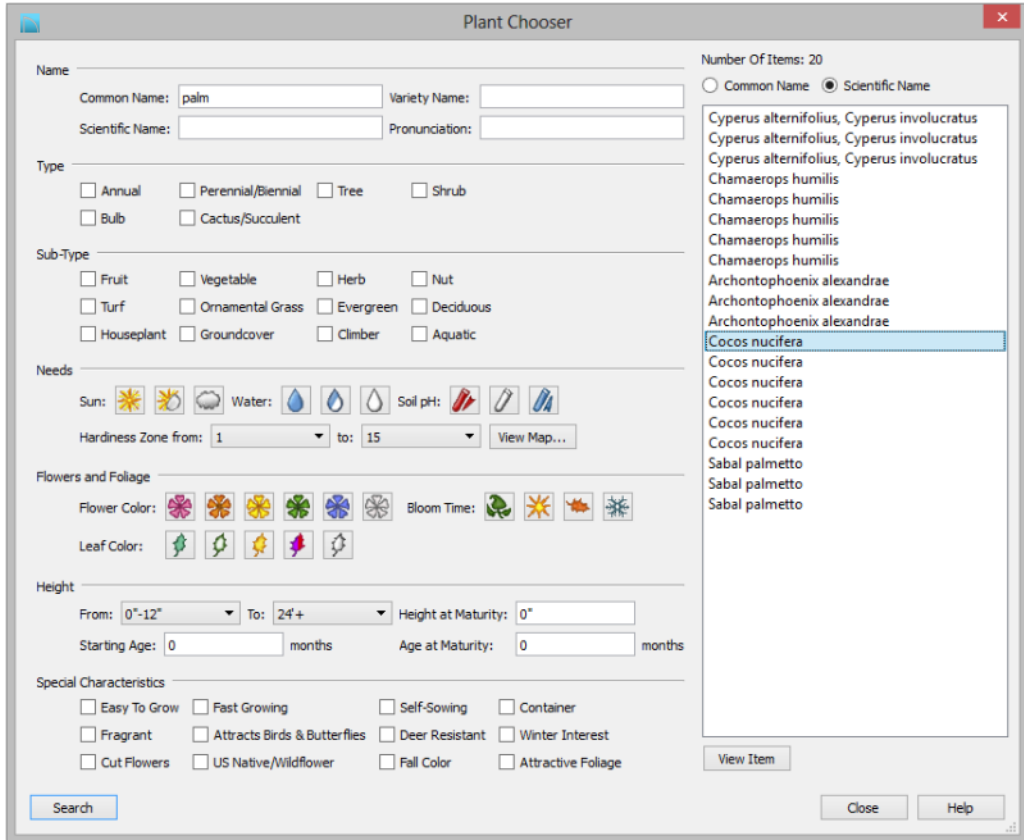 Plant Chooser
Name
Common Name: palm Variety Name:
Scientific Name: Pronunciation:
Type
Annual Perennial/Biennial Tree Shrub
Bulb Cactus/Succulent
Sub-Type
Fruit Vegetable Herb Nut
Turf Ornamental Grass Evergreen Deciduous
Houseplant Groundcover Climber Aquatic
Needs
Sun: Water: Soil pH:
Hardiness Zone from: 1 to: 15 View Map...
Flowers and Foliage
Flower Color: Bloom Time:
Leaf Color:
Height
From: 0"-12" To: 24'+ Height at Maturity: 0"
Starting Age: 0 months Age at Maturity: 0 months
Special Characteristics
Easy To Grow Fast Growing Self-Sowing Container
Fragrant Attracts Birds & Butterflies Deer Resistant Winter Interest
Cut Flowers US Native/Wildflower Fall Color Attractive Foliage
Search
Number Of Items: 20
Common Name Scientific Name
Cyperus alternifolius, Cyperus involucratus
Cyperus alternifolius, Cyperus involucratus
Cyperus alternifolius, Cyperus involucratus
Chamaerops humilis
Chamaerops humilis
Chamaerops humilis
Chamaerops humilis
Chamaerops humilis
Archontophoenix alexandrae
Archontophoenix alexandrae
Archontophoenix alexandrae
Cocos nucifera
Cocos nucifera
Cocos nucifera
Cocos nucifera
Cocos nucifera
Cocos nucifera
Sabal palmetto
Sabal palmetto
Sabal palmetto
View Item
Close Help